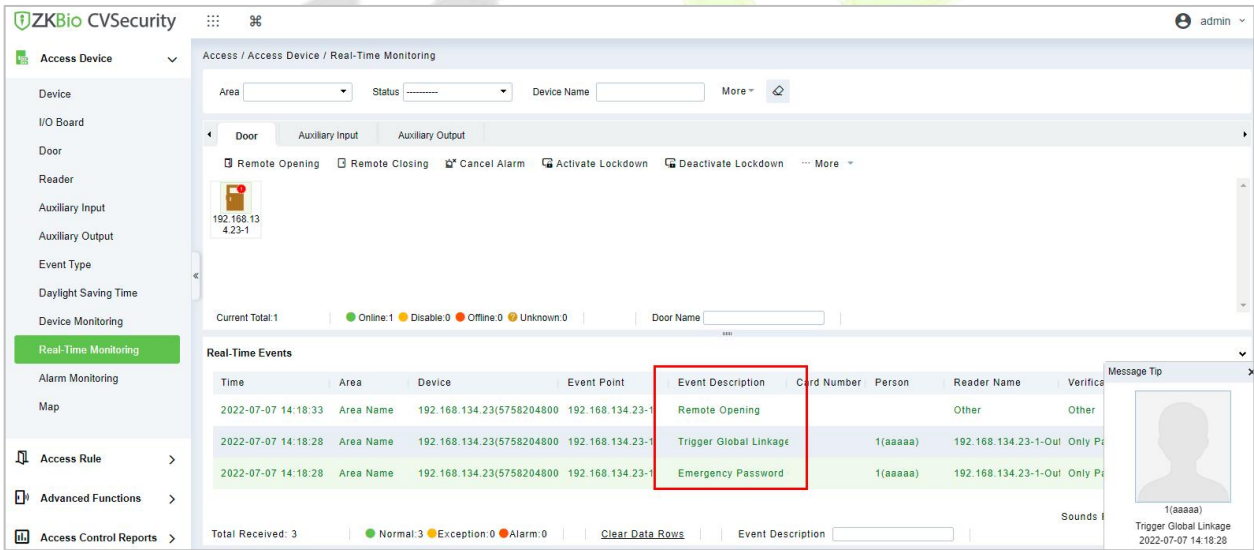 ZKBio CVSecurity
admin
Access Device
Device
I/O Board
Door
Reader
Auxiliary Input
Auxiliary Output
Event Type
Daylight Saving Time
Device Monitoring
Real-Time Monitoring
Alarm Monitoring
Map
Access Rule
Advanced Functions
Access Control Reports
Access / Access Device / Real-Time Monitoring
Area Status ---------- Device Name More
Door Auxiliary Input Auxiliary Output
Remote Opening Remote Closing Cancel Alarm Activate Lockdown Deactivate Lockdown ··· More
192.168.13
4.23-1
Current Total:1 Online:1 Disable:0 Offline:0 Unknown:0 Door Name
Real-Time Events
Time Area Device Event Point Event Description Card Number Person Reader Name Verifica
2022-07-07 14:18:33 Area Name 192.168.134.23(5758204800 192.168.134.23-1 Remote Opening Other Other
2022-07-07 14:18:28 Area Name 192.168.134.23(5758204800 192.168.134.23-1 Trigger Global Linkage 1(aaaaa) 192.168.134.23-1-Out Only Pa
2022-07-07 14:18:28 Area Name 192.168.134.23(5758204800 192.168.134.23-1 Emergency Password 1(aaaaa) 192.168.134.23-1-Out Only Pa
Sounds
Total Received: 3 Normal:3 Exception:0 Alarm:0 Clear Data Rows Event Description
Message Tip x
1(aaaaa)
Trigger Global Linkage
2022-07-07 14:18:28